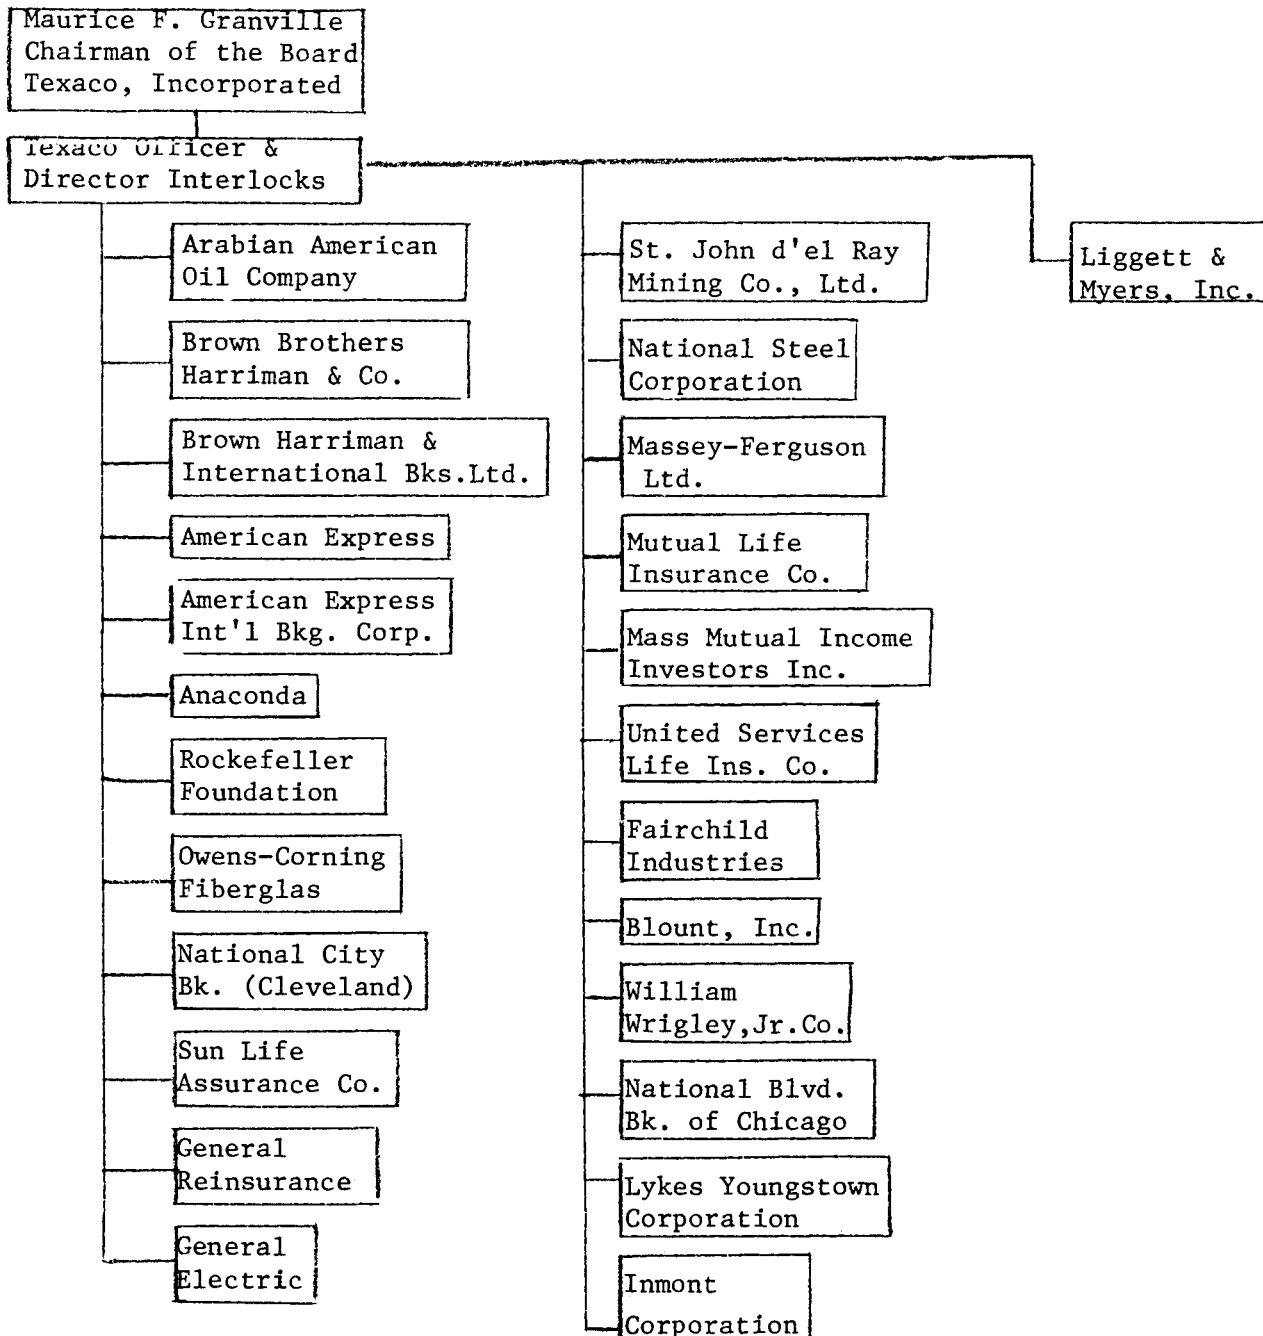 Maurice F. Granville
Chairman of the Board
Texaco, Incorporated
Texaco Officer &
Director Interlocks
Arabian American
Oil Company
Brown Brothers
Harriman & Co.
Brown Harriman &
International Bks.Ltd.
American Express
American Express
Int'l Bkg. Corp.
Anaconda
Rockefeller
Foundation
Owens-Corning
Fiberglas
National City
Bk. (Cleveland)
Sun Life
Assurance Co.
General
Reinsurance
General
Electric
St. John d'el Ray
Mining Co., Ltd.
National Steel
Corporation
Massey-Ferguson
Ltd.
Mutual Life
Insurance Co.
Mass Mutual Income
Investors Inc.
United Services
Life Ins. Co.
Fairchild
Industries
Blount, Inc.
William
Wrigley,Jr.Co.
National Blvd.
Bk. of Chicago
Lykes Youngstown
Corporation
Inmont
Corporation
Liggett &
Myers, Inc.